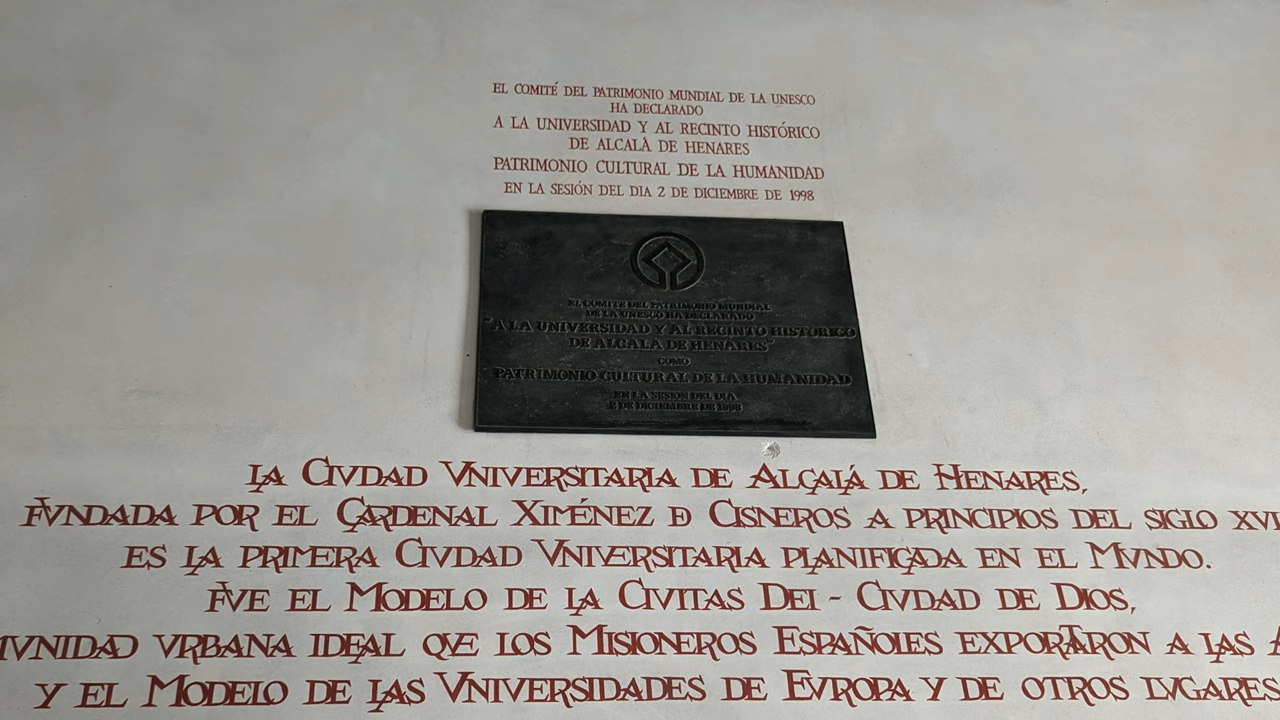 EL COMITÉ DEL PATRIMONIO MUNDIAL DE LA UNESCO
HA DECLARADO
A LA UNIVERSIDAD Y AL RECINTO HISTÓRICO
DE ALCALÀ DE HENARES
PATRIMONIO CULTURAL DE LA HUMANIDAD
EN LA SESIÓN DEL DIA 2 DE DICIEMBRE DE 1998
EL COMITE DEL PATRIMONIO MUNDIAL
DE LA UNESCO HA DECLARADO
"A LA UNIVERSIDAD Y AL RECINTO HISTORICO
DE ALCALA DE HENARES"
COMO
PATRIMONIO CULTURAL DE LA HUMANIDAD
EN LA SESION DEL DIA
2 DE DICIEMBRE DE 1998
LA CIVDAD VNIVERSITARIA DE ALCALÁ DE HENARES,
FVNDADA POR EL CARDENAL XIMÉNEZ D CISNEROS A PRINCIPIOS DEL SIGLO XVI
ES LA PRIMERA CIVDAD VNIVERSITARIA PLANIFICADA EN EL MVNDO.
FVE EL MODELO DE LA CIVITAS DEI - CIVDAD DE DIOS,
MVNIDAD VRBANA IDEAL QVE LOS MISIONEROS ESPAÑOLES EXPORTARON A LAS
Y EL MODELO DE LAS VNIVERSIDADES DE EVROPA Y DE OTROS LVGARES